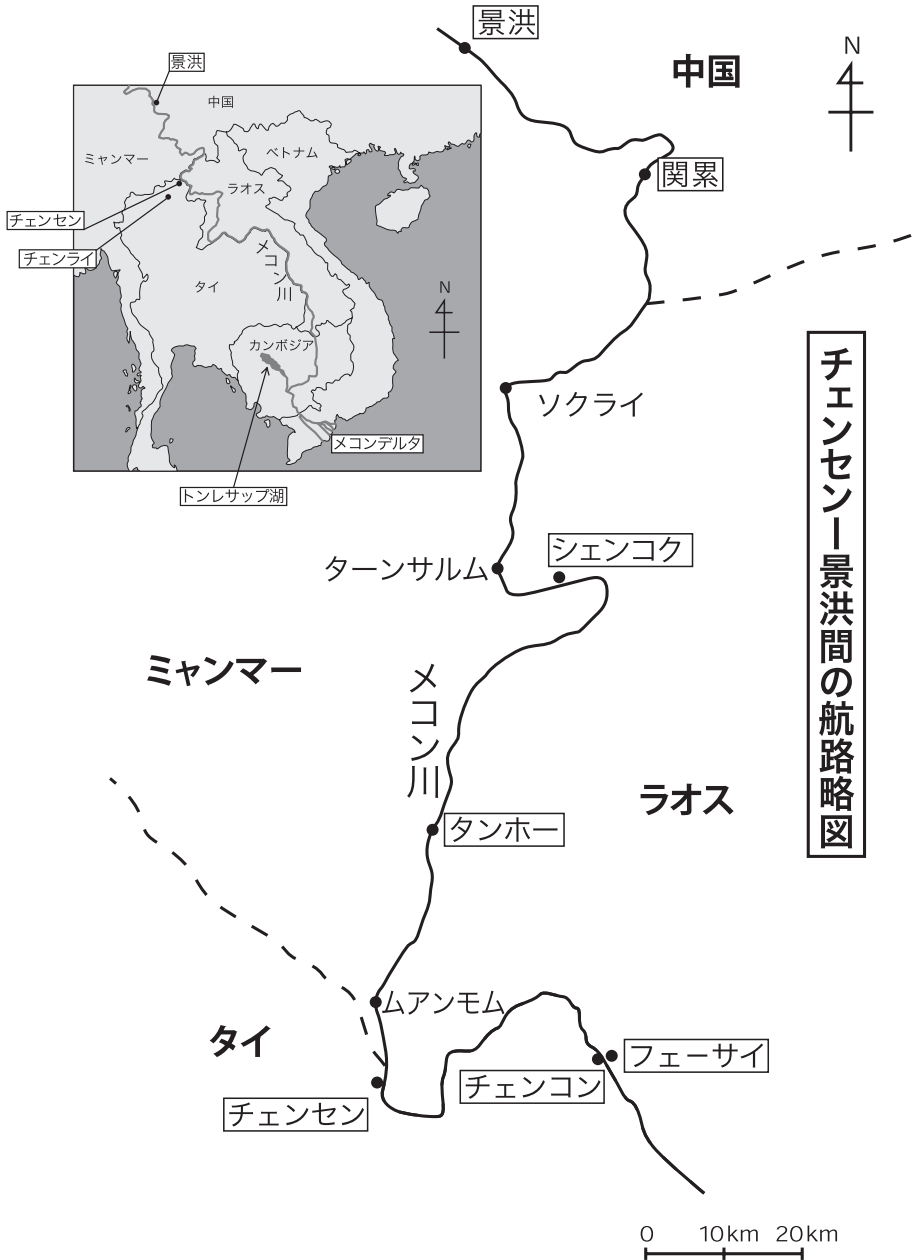 景洪
中国
N
関累
ソクライ
ターンサルム
シェンコク
ミャンマー
メコン川
ラオス
タンホー
ムアンモム
タイ
チェンセン
チェンコン
フェーサイ
0 10km 20km
チェンセンー景洪間の航路略図
景洪
中国
ミャンマー
ベトナム
ラオス
チェンセン
チェンライ
メコン川
タイ
N
カンボジア
メコンデルタ
トンレサップ湖